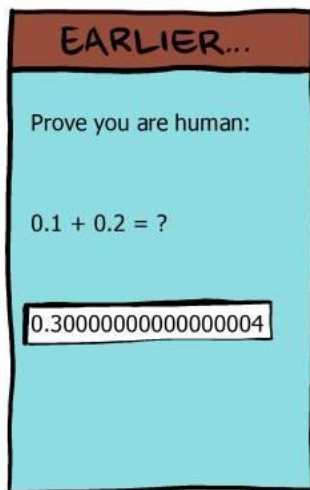 EARLIER...
Prove you are human:
0.1 + 0.2 = ?
0.30000000000000004